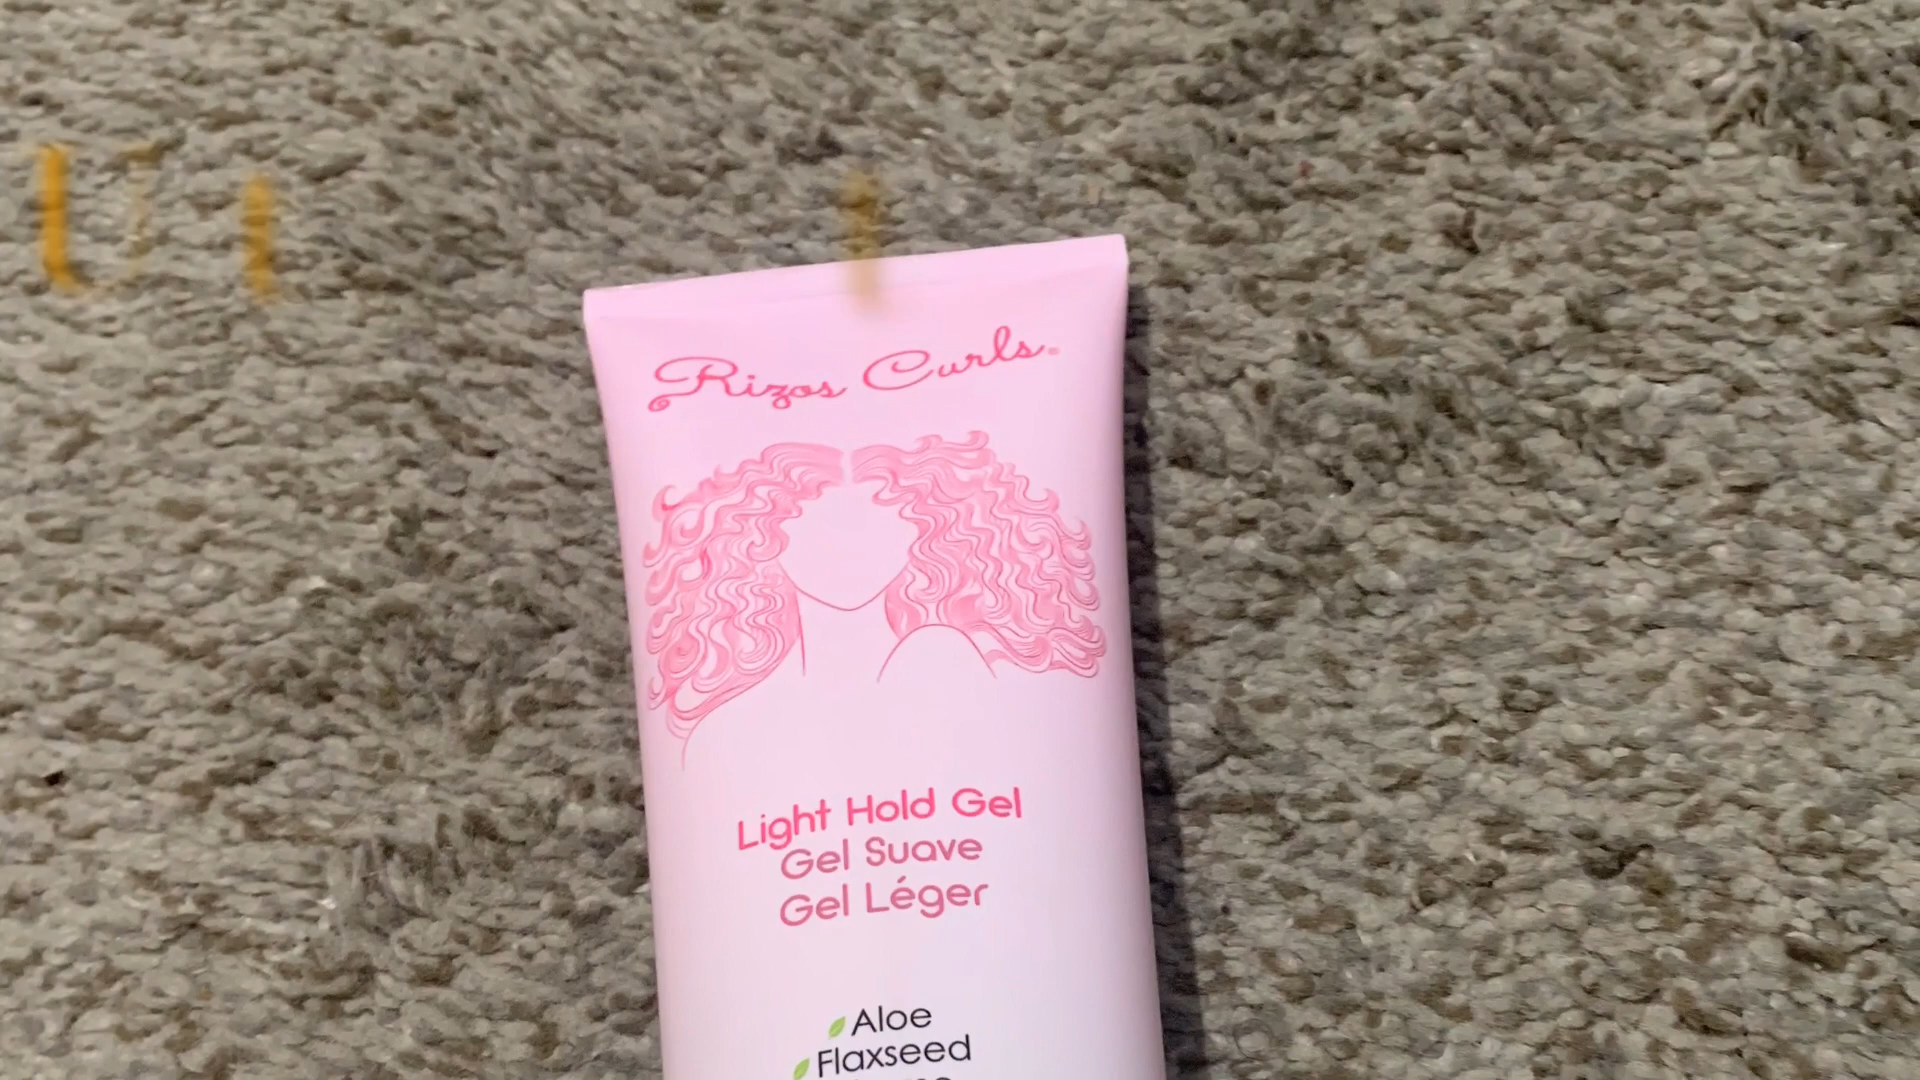 Rizos Curls
Light Hold Gel
Gel Suave
Gel Léger
Aloe
Flaxseed